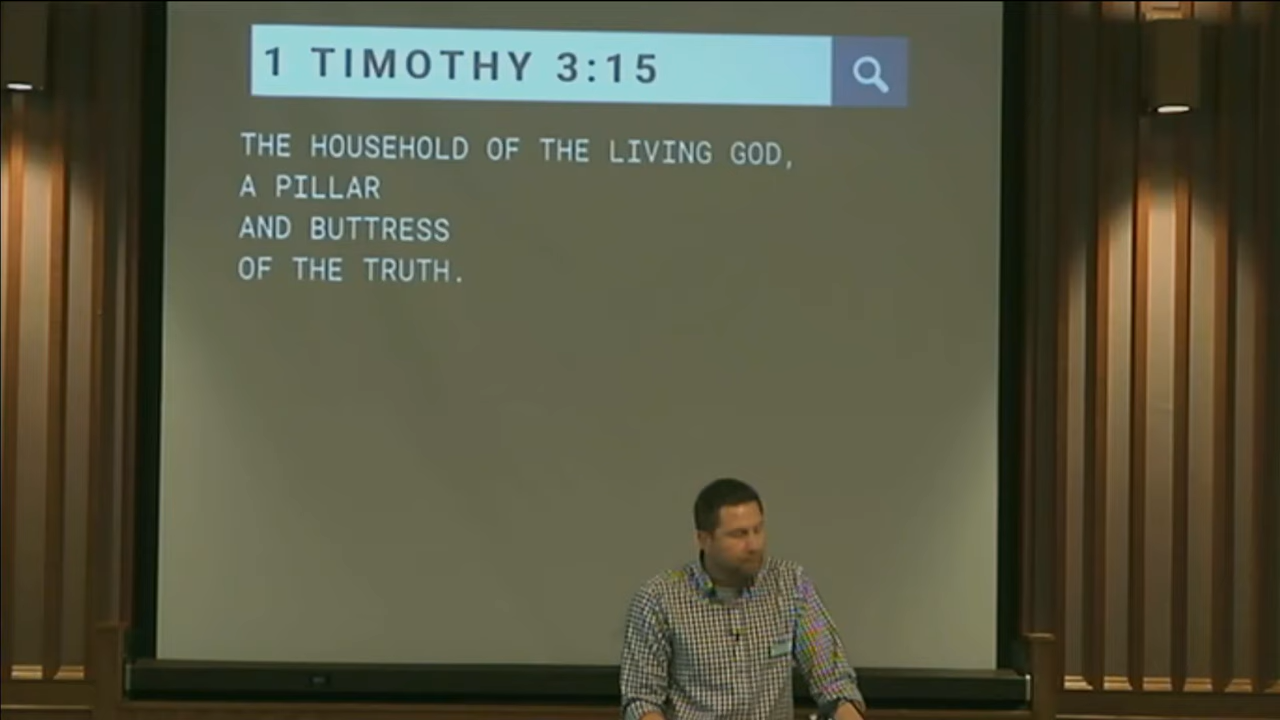 1 TIMOTHY 3:15
THE HOUSEHOLD OF THE LIVING GOD,
A PILLAR
AND BUTTRESS
OF THE TRUTH.